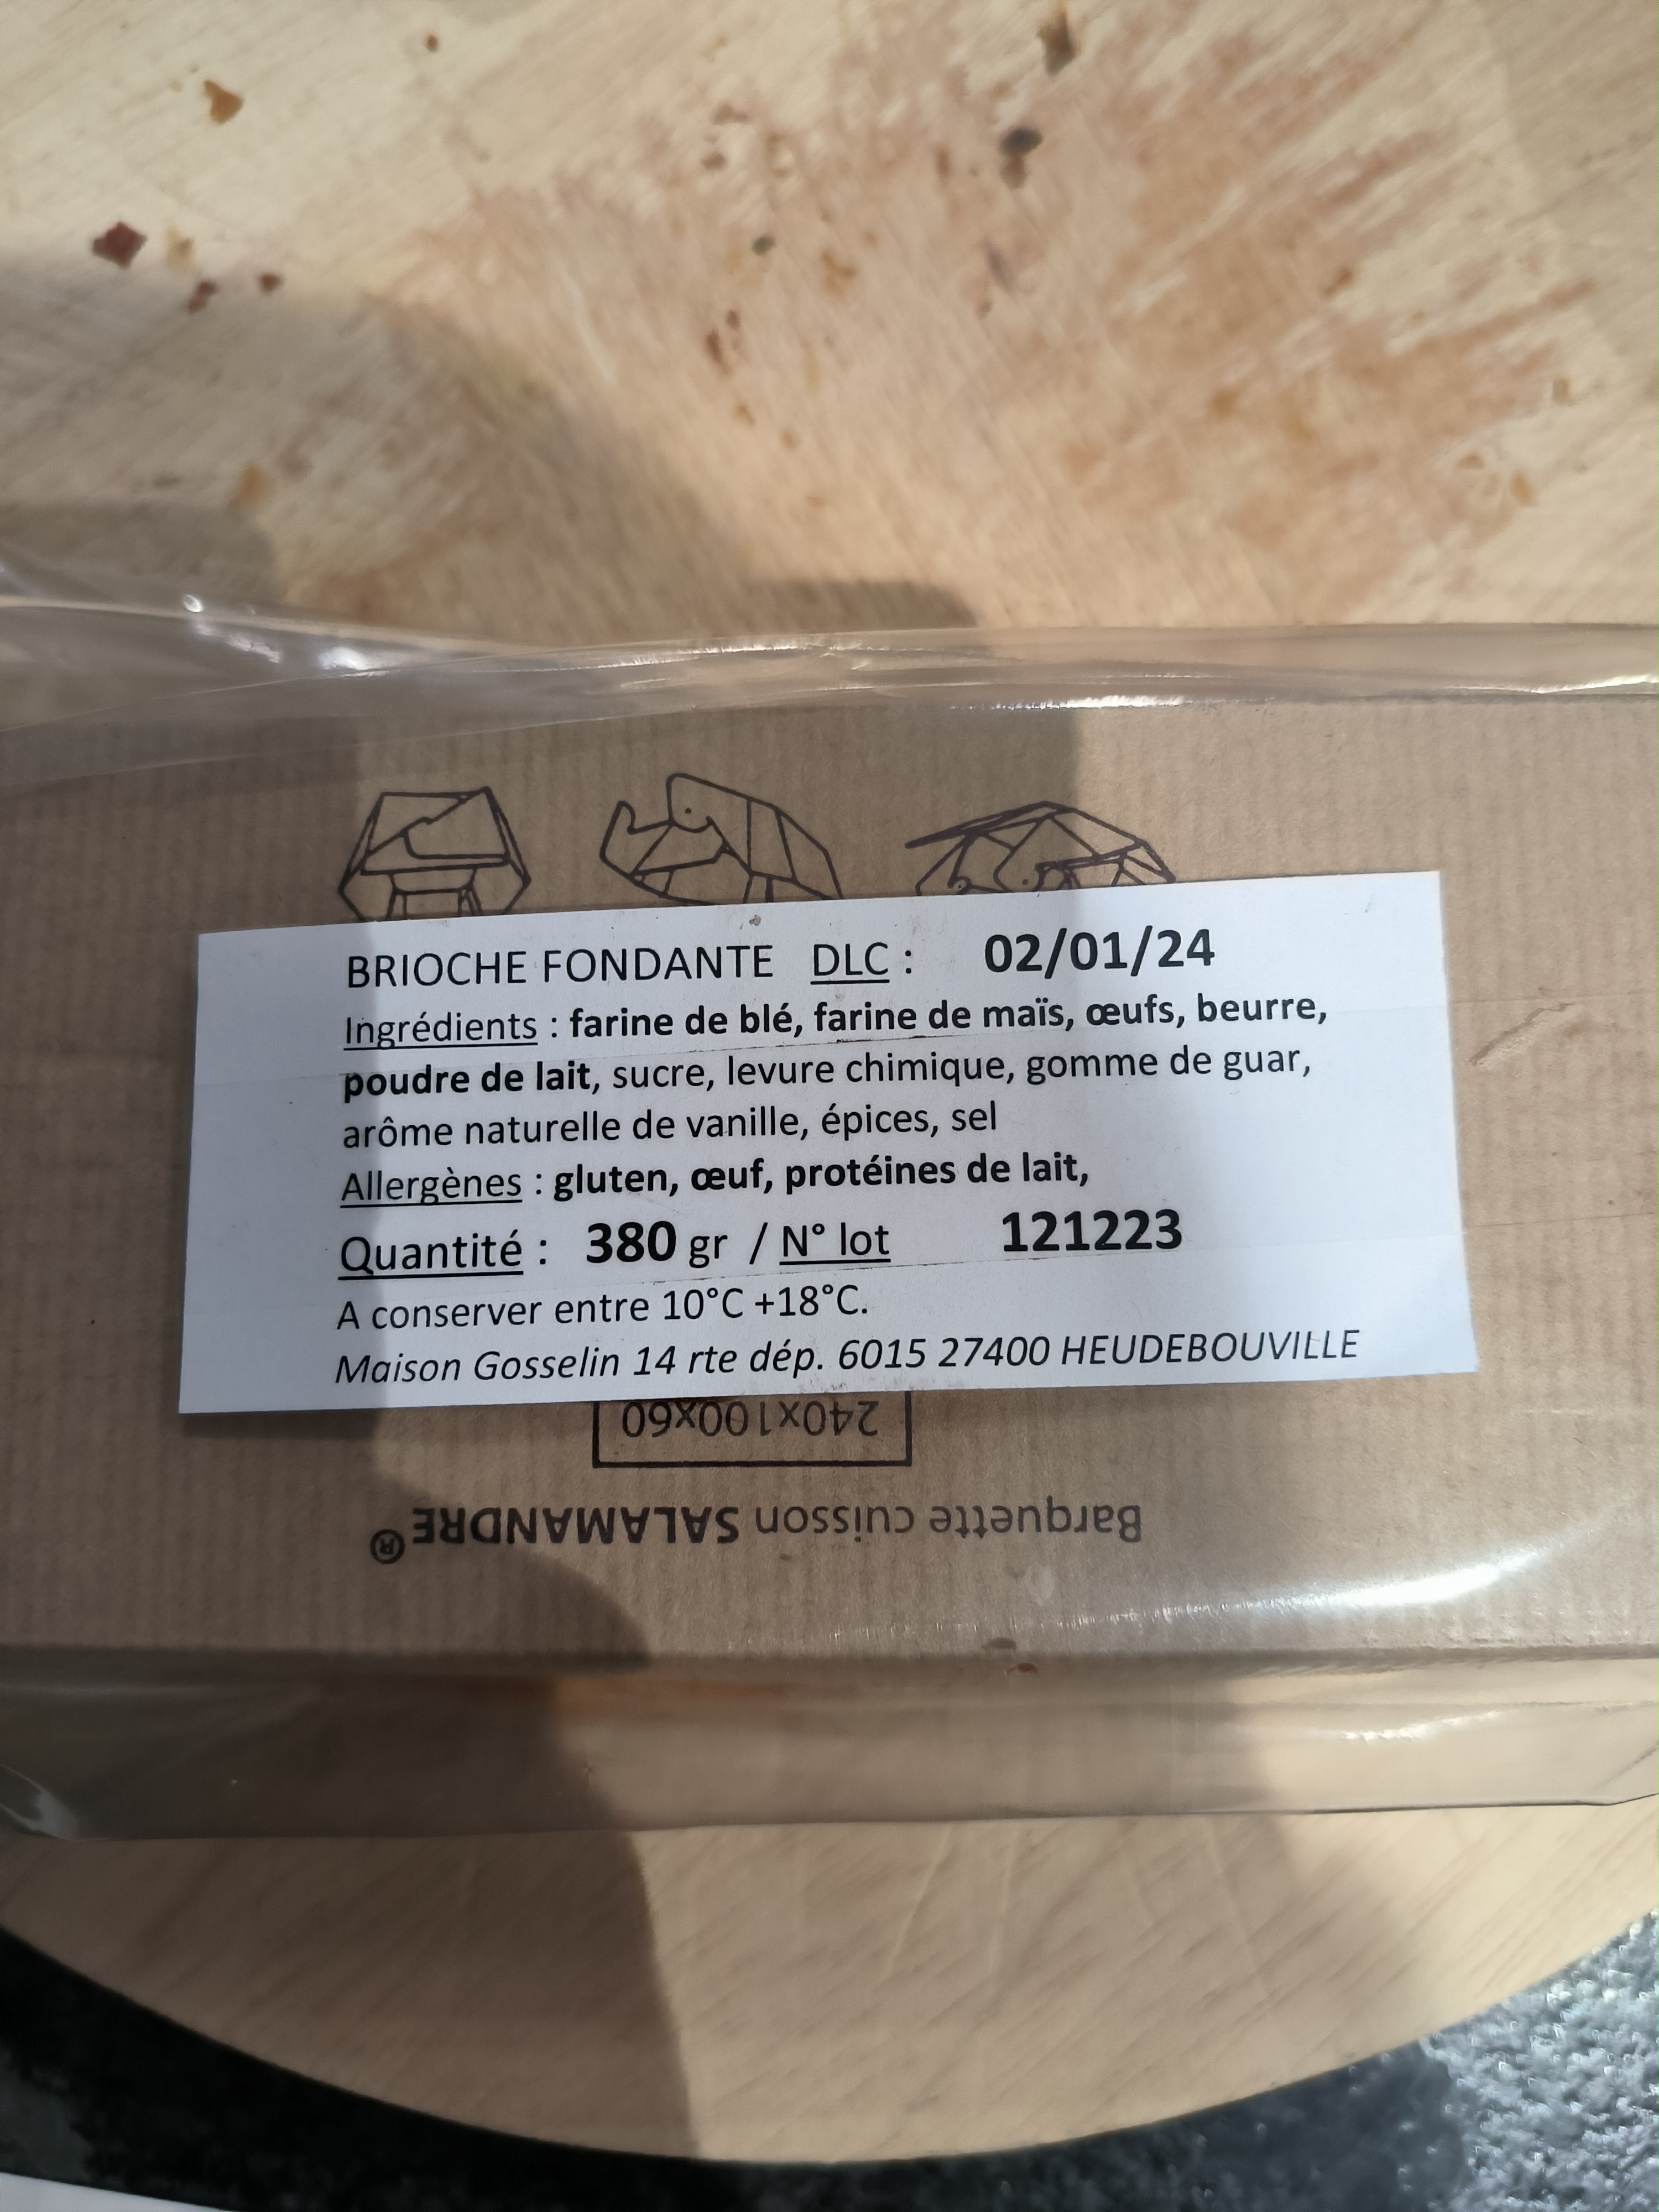 BRIOCHE FONDANTE DLC : 02/01/24
Ingrédients : farine de blé, farine de maïs, œufs, beurre,
poudre de lait, sucre, levure chimique, gomme de guar,
arôme naturelle de vanille, épices, sel
Allergènes : gluten, œuf, protéines de lait,
Quantité : 380 gr / N° lot 121223
A conserver entre 10°C +18°C.
Maison Gosselin 14 rte dép. 6015 27400 HEUDEBOUVILLE
240x100x60
Barquette cuisson SALAMANDRE®